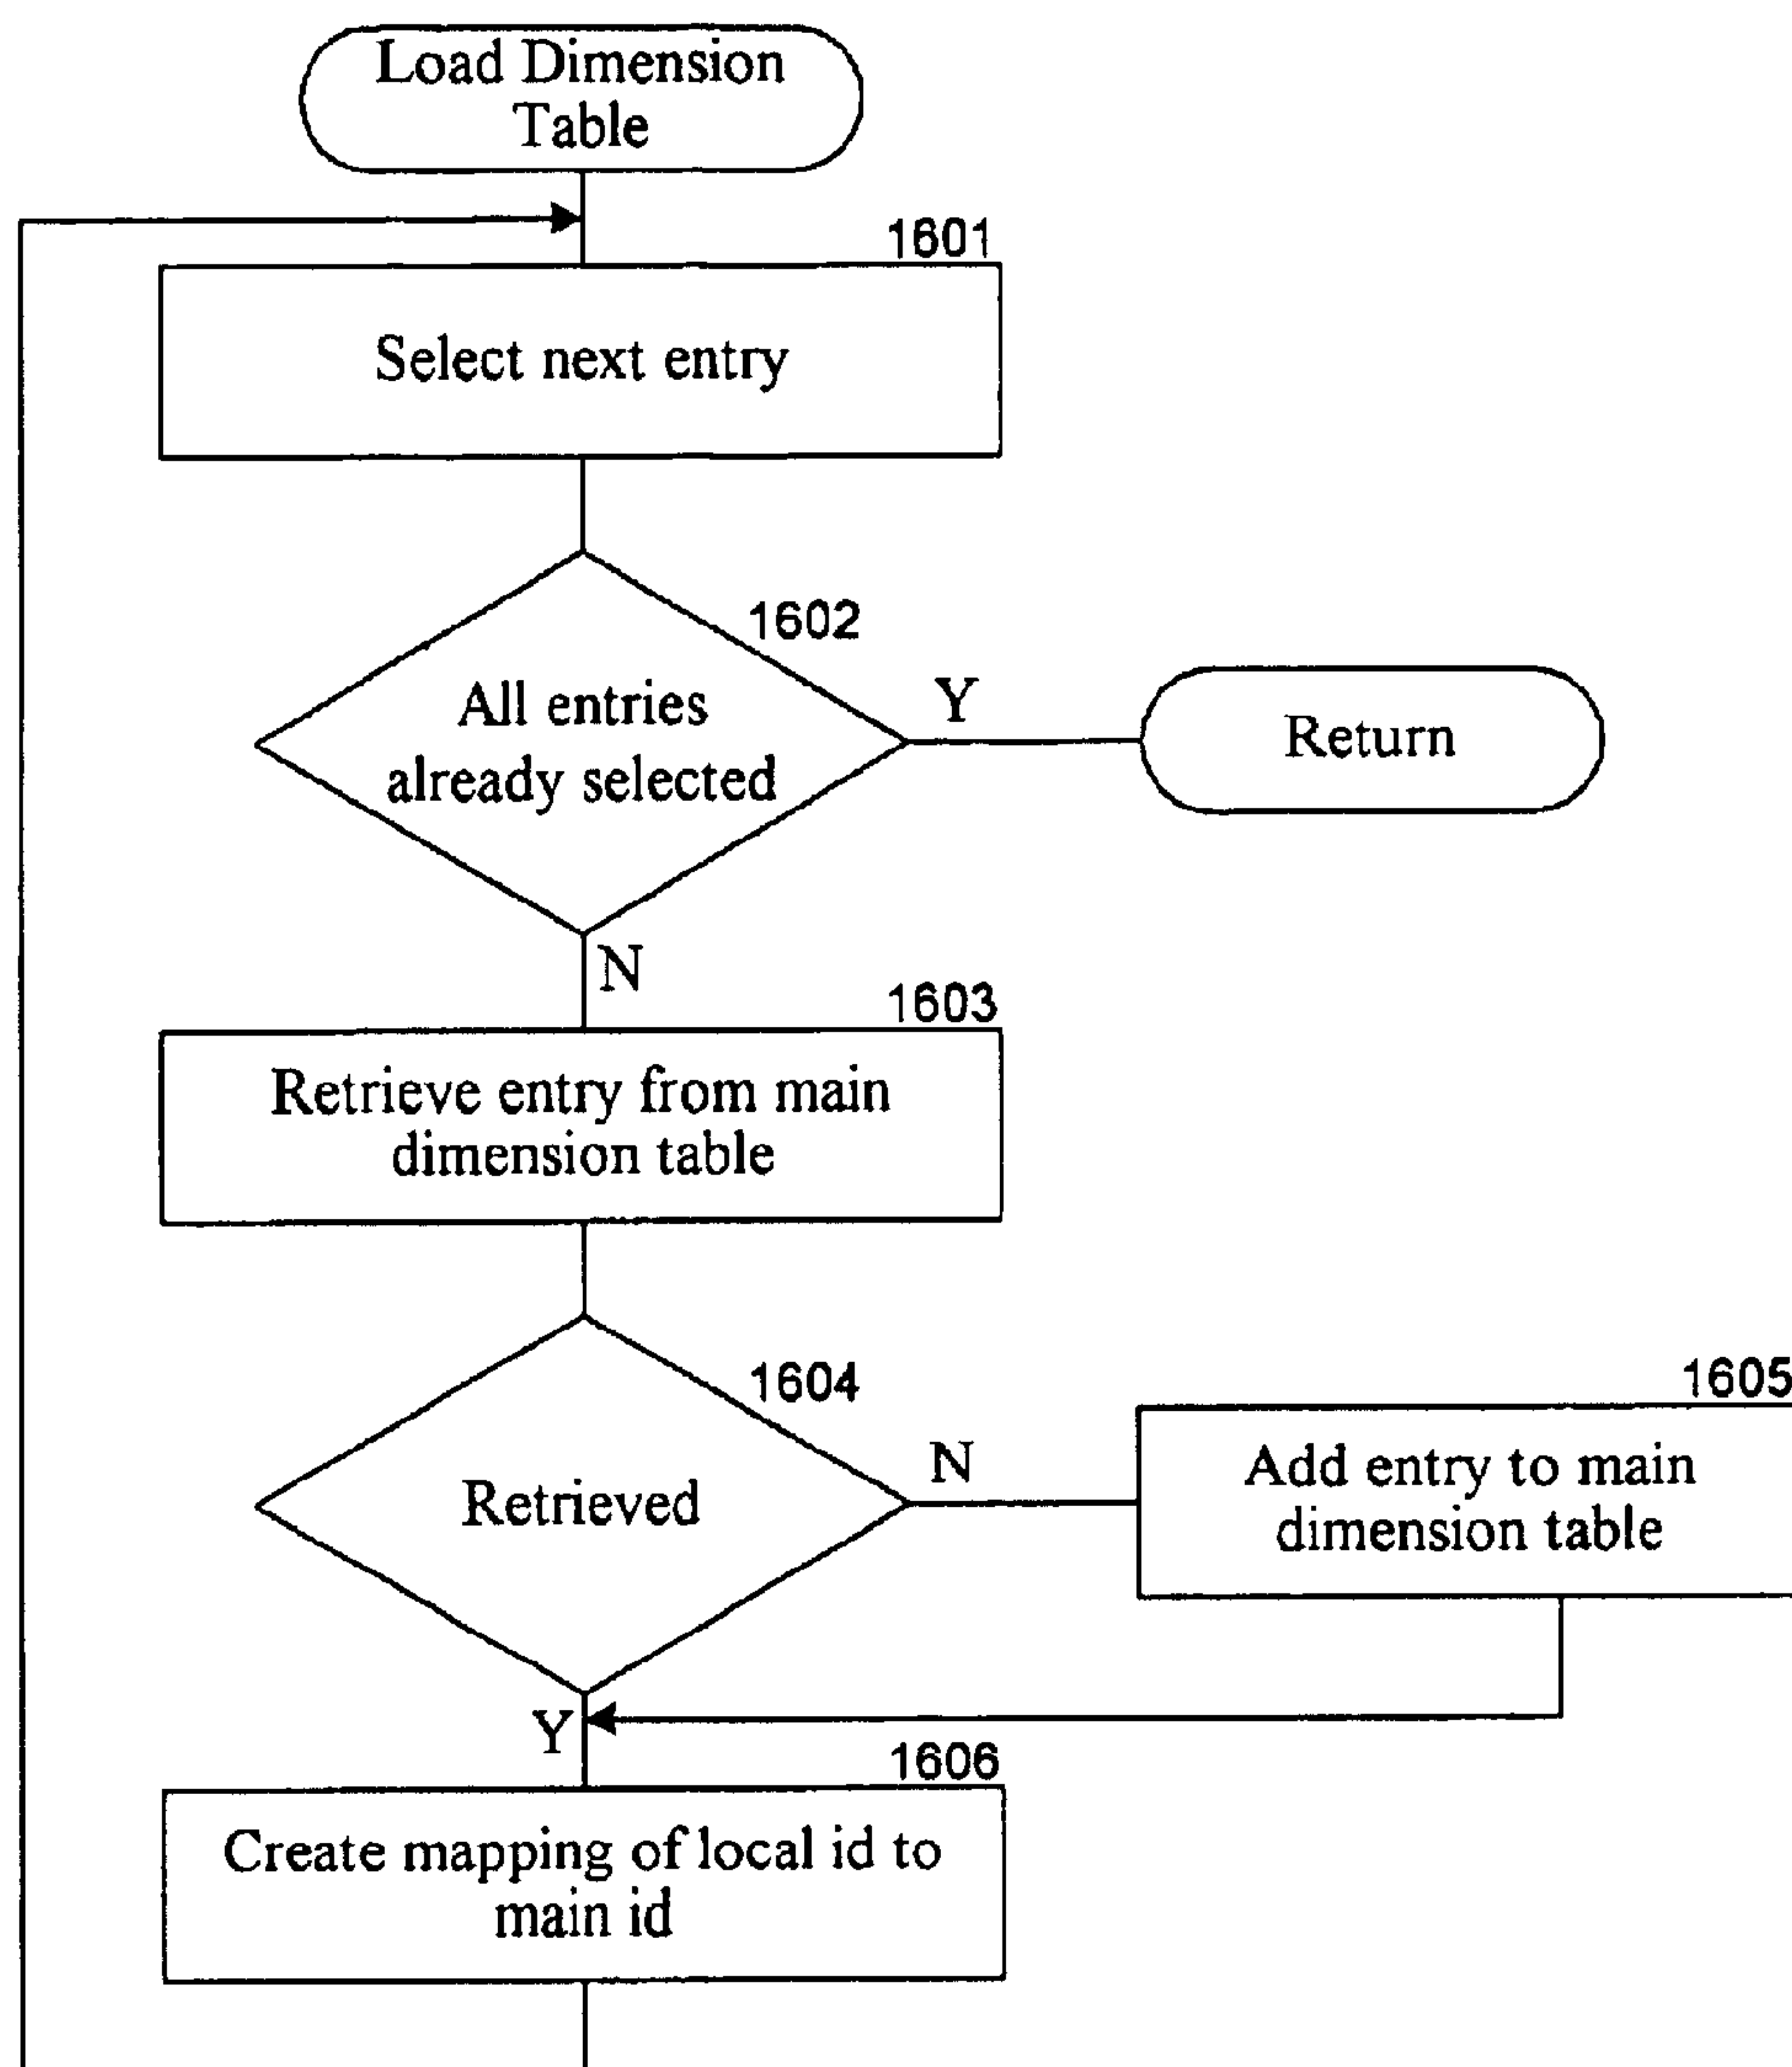 Load Dimension
Table
1601
Select next entry
1602
All entries
already selected
Y
Return
N
1603
Retrieve entry from main
dimension table
1604
Retrieved
N
1605
Add entry to main
dimension table
Y
1606
Create mapping of local id to
main id